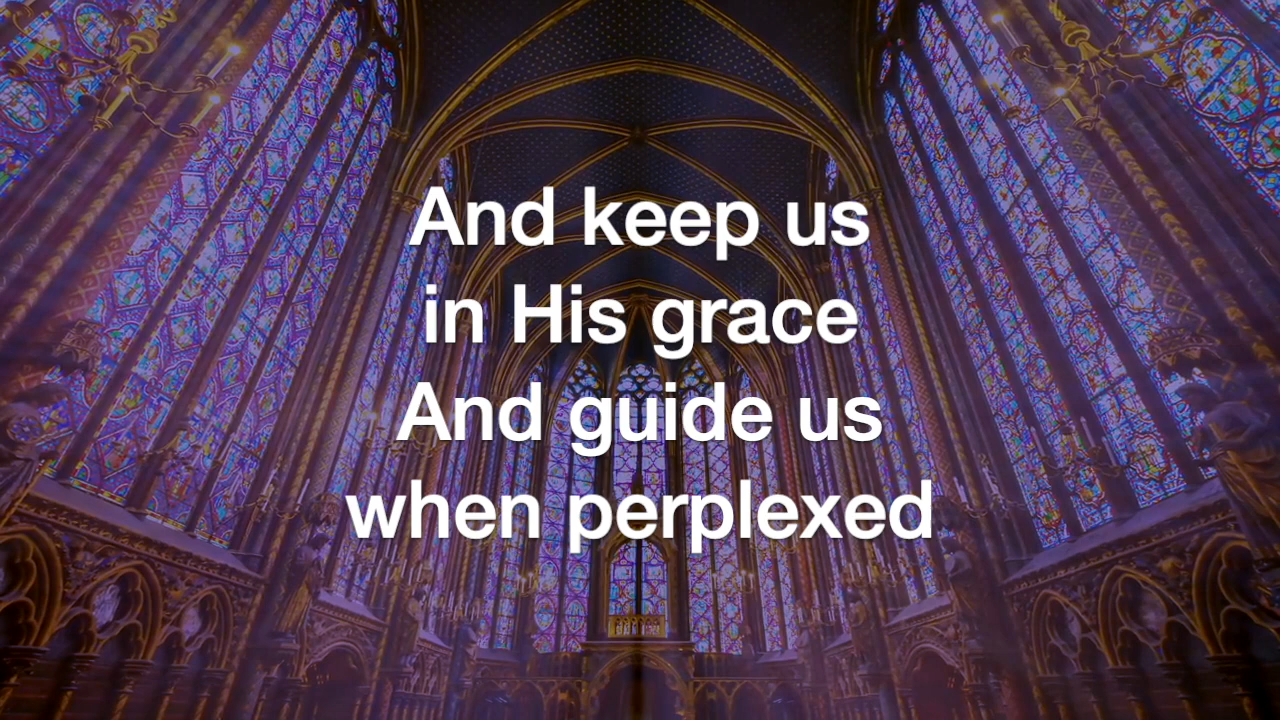 And keep us
in His grace
And guide us
when perplexed